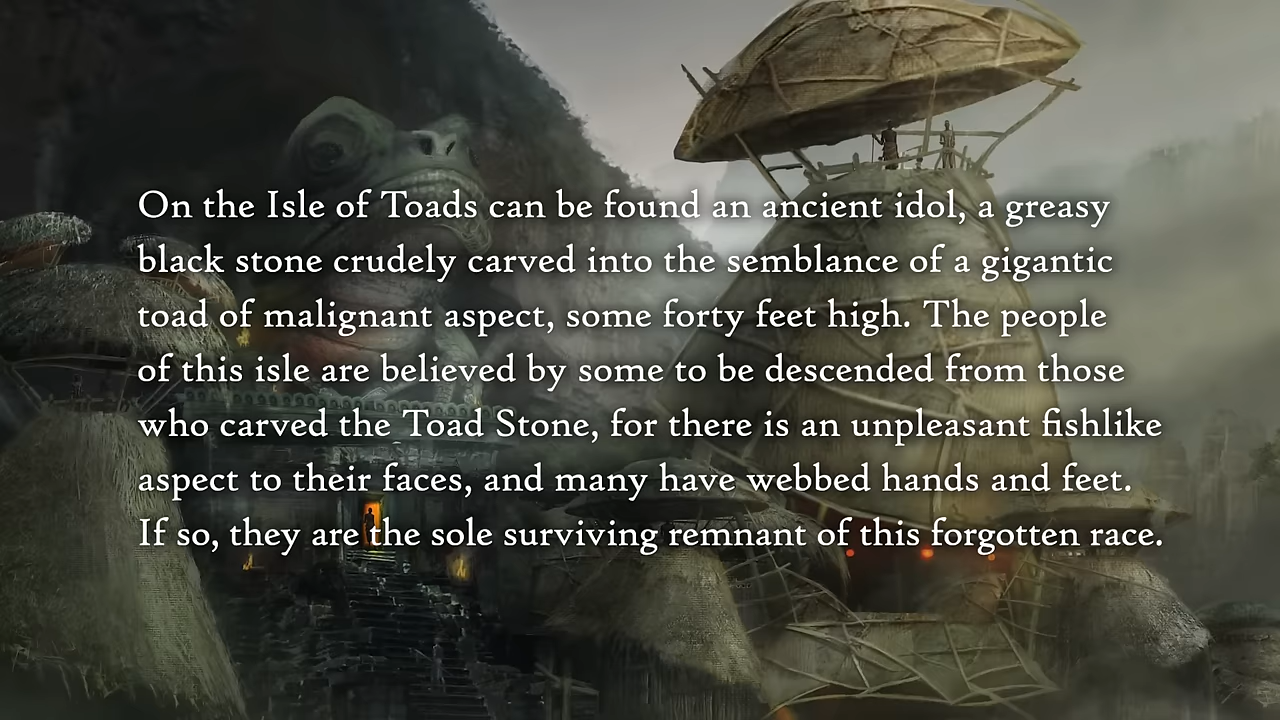 On the Isle of Toads can be found an ancient idol, a greasy
black stone crudely carved into the semblance of a gigantic
toad of malignant aspect, some forty feet high. The people
of this isle are believed by some to be descended from those
who carved the Toad Stone, for there is an unpleasant fishlike
aspect to their faces, and many have webbed hands and feet.
If so, they are the sole surviving remnant of this forgotten race.